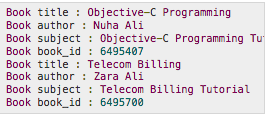 Book title : Objective-C Programming
Book author : Nuha Ali
Book subject : Objective-C Programming
Book book_id : 6495407
Book title : Telecom Billing
Book author : Zara Ali
Book subject : Telecom Billing Tutorial
Book book_id : 6495700